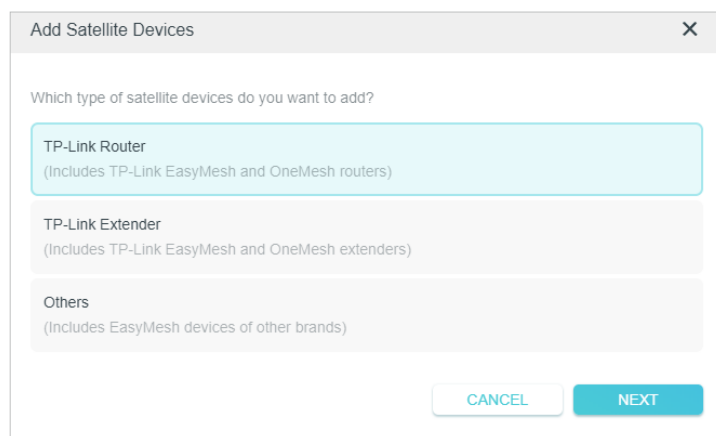 Add Satellite Devices
Which type of satellite devices do you want to add?
TP-Link Router
(Includes TP-Link EasyMesh and OneMesh routers)
TP-Link Extender
(Includes TP-Link EasyMesh and OneMesh extenders)
Others
(Includes EasyMesh devices of other brands)
CANCEL NEXT